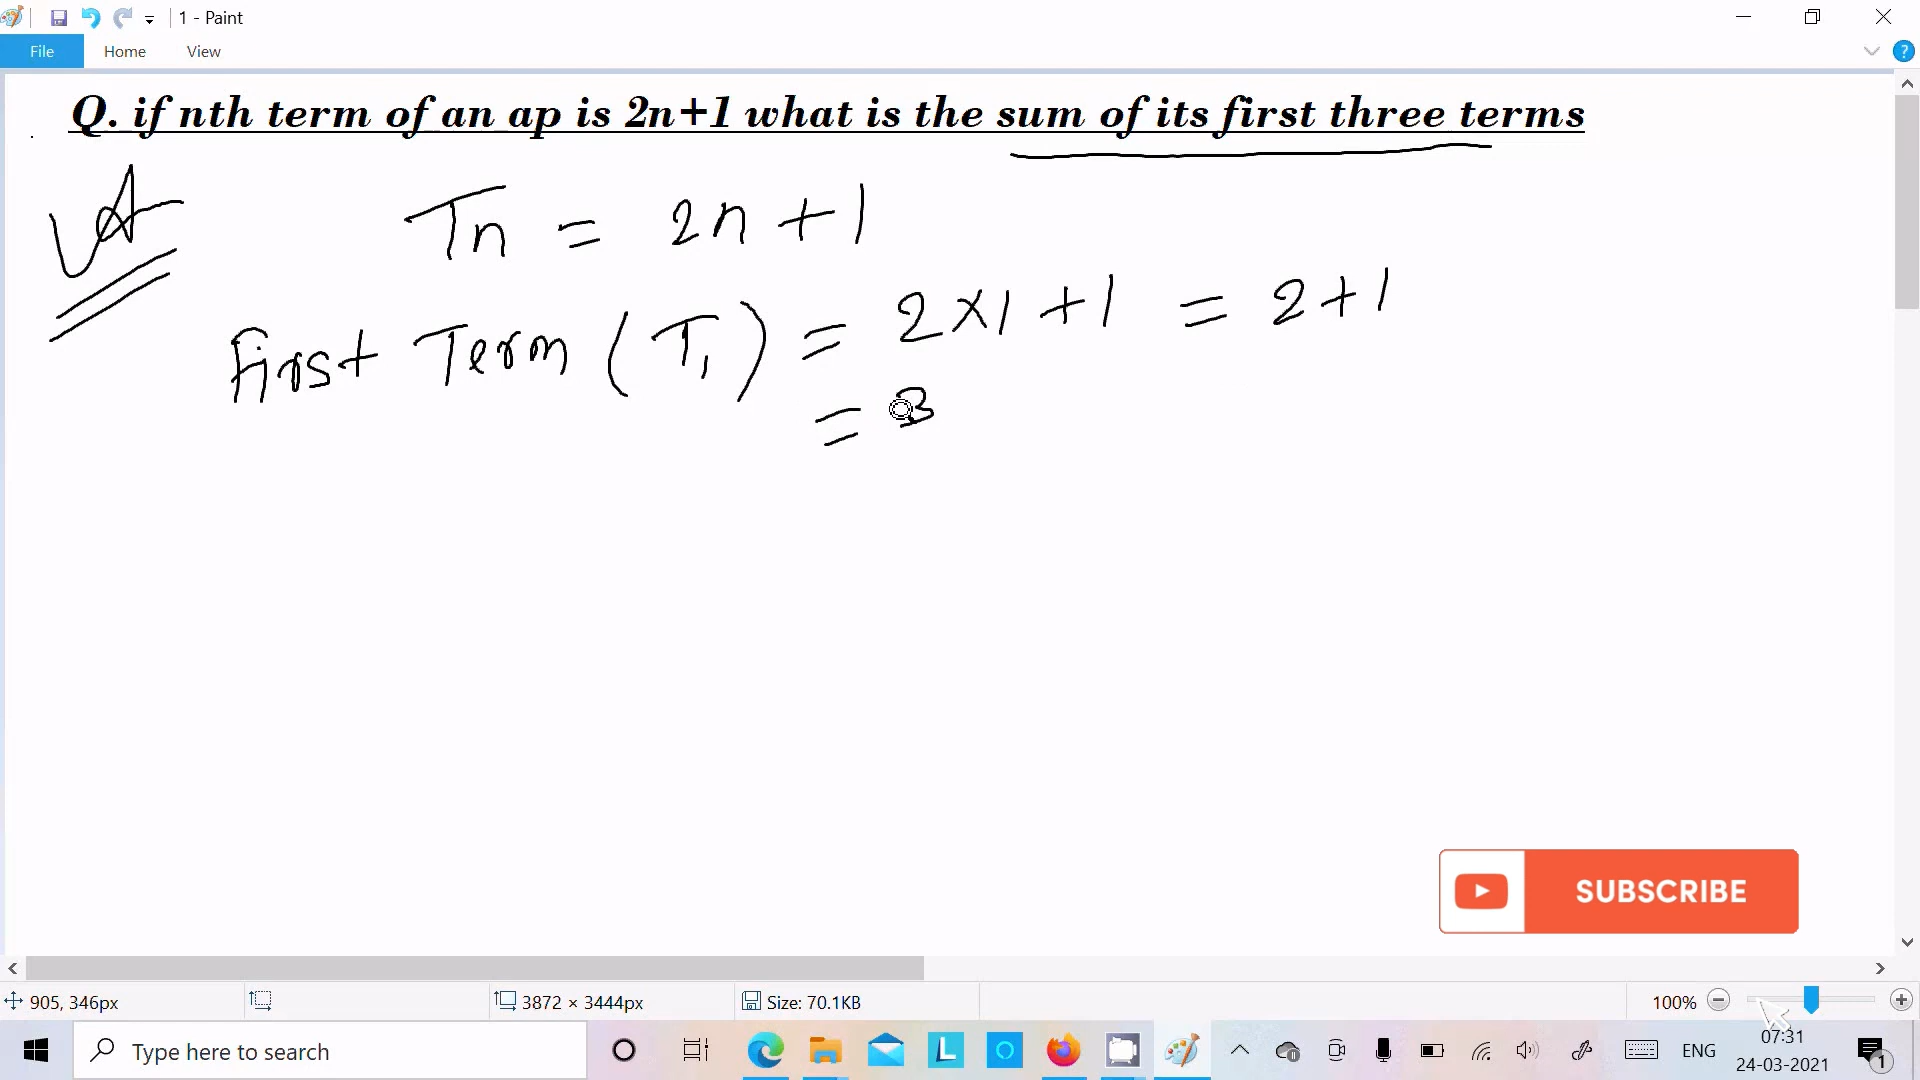 1 - Paint
File Home View
Q. if nth term of an ap is 2n+1 what is the sum of its first three terms
Tn = 2n + 1
First Term (T1) = 2 × 1 + 1 = 2 + 1
= 3
SUBSCRIBE
905, 346px 3872 × 3444px Size: 70.1KB 100%
Type here to search
L
ENG
07:31
24-03-2021
1